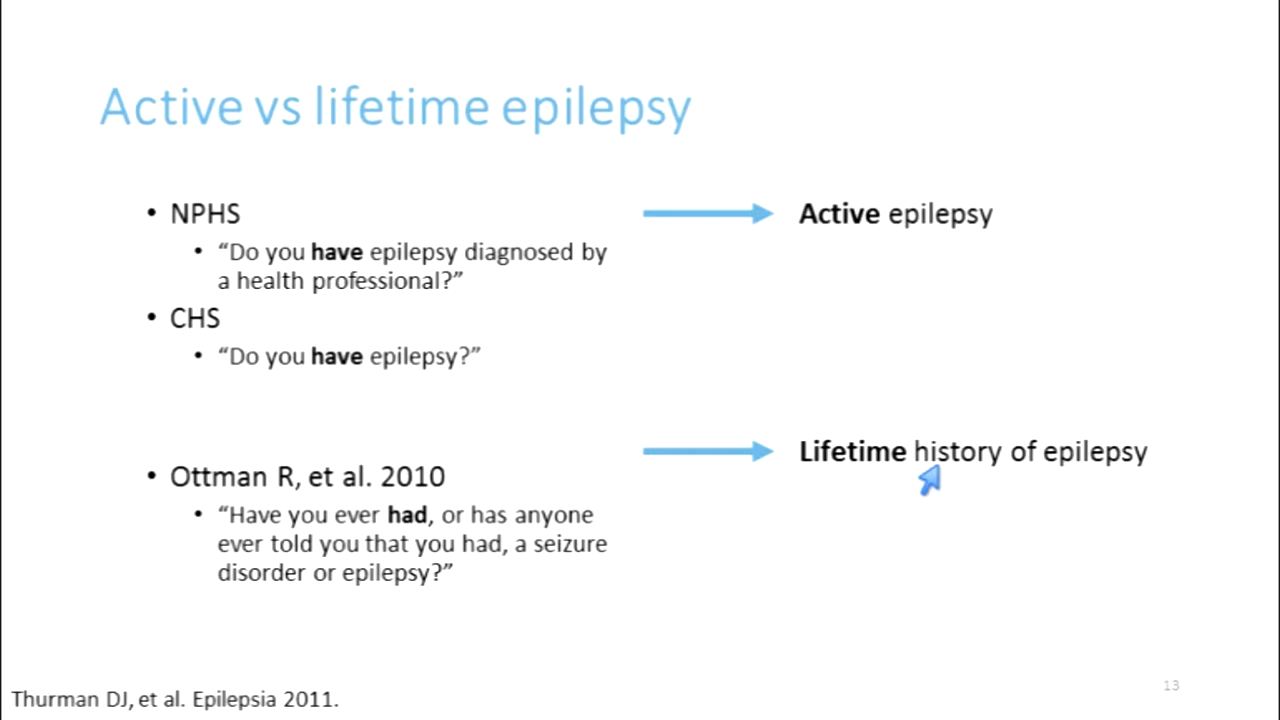 Active vs lifetime epilepsy
• NPHS
• “Do you have epilepsy diagnosed by
a health professional?”
• CHS
• “Do you have epilepsy?”
Active epilepsy
• Ottman R, et al. 2010
• “Have you ever had, or has anyone
ever told you that you had, a seizure
disorder or epilepsy?”
Lifetime history of epilepsy
Thurman DJ, et al. Epilepsia 2011.
13